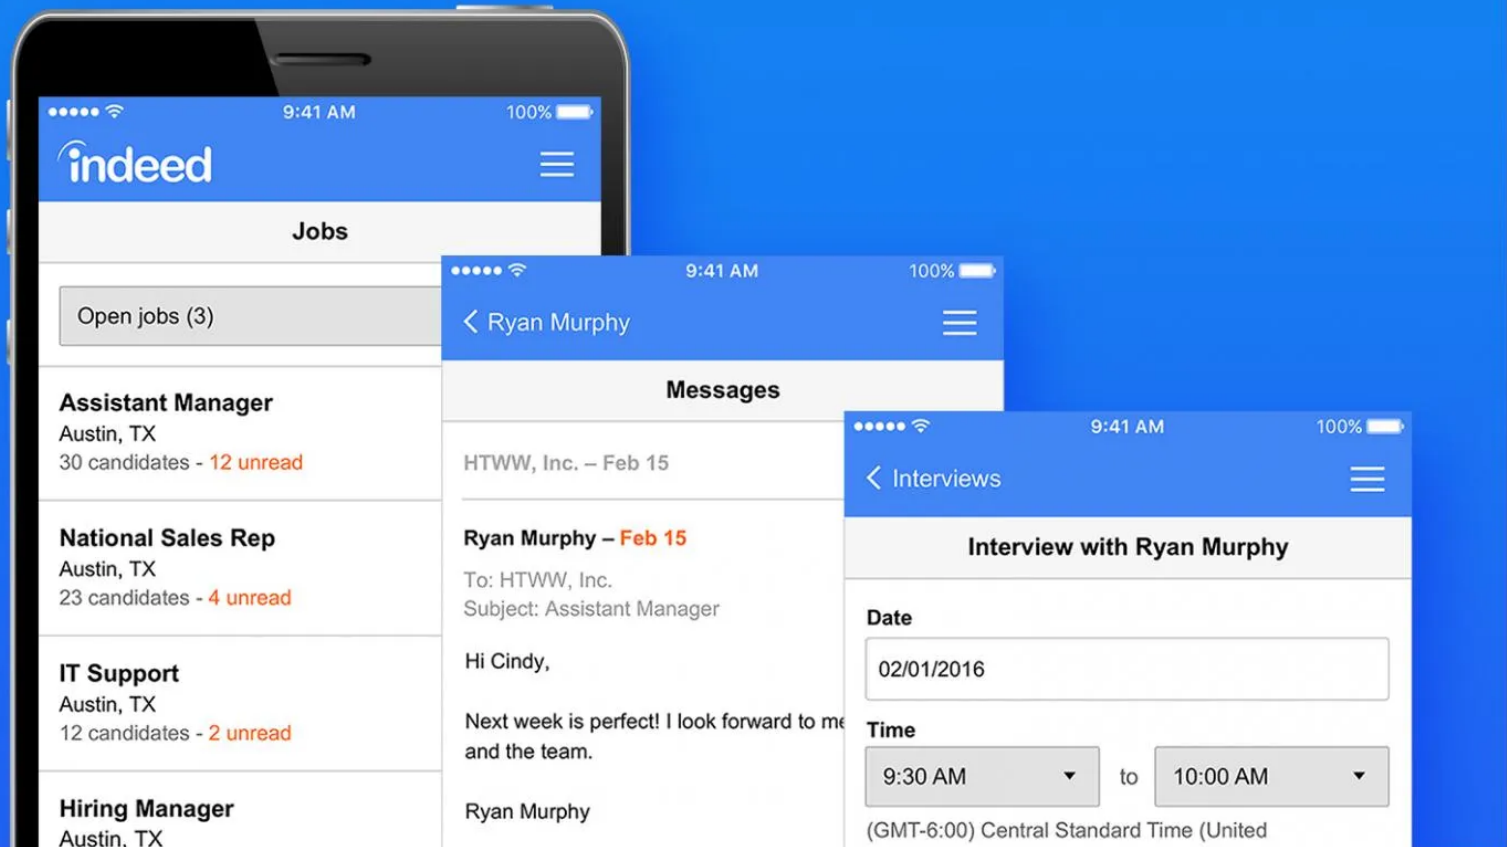 9:41 AM
100%
indeed
Jobs
Open jobs (3)
Assistant Manager
Austin, TX
30 candidates - 12 unread
National Sales Rep
Austin, TX
23 candidates - 4 unread
IT Support
Austin, TX
12 candidates - 2 unread
Hiring Manager
Austin, TX
9:41 AM
100%
Ryan Murphy
Messages
HTWW, Inc. – Feb 15
Ryan Murphy – Feb 15
To: HTWW, Inc.
Subject: Assistant Manager
Hi Cindy,
Next week is perfect! I look forward to
and the team.
Ryan Murphy
9:41 AM
100%
Interviews
Interview with Ryan Murphy
Date
02/01/2016
Time
9:30 AM to 10:00 AM
(GMT-6:00) Central Standard Time (United